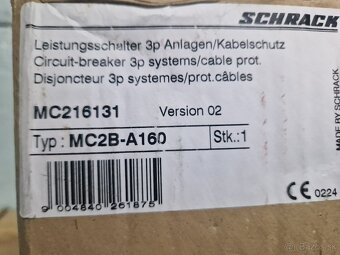 SCHRACK
Leistungsschalter 3p Anlagen/Kabelschutz
Circuit-breaker 3p systems/cable prot.
Disjoncteur 3p systemes/prot.câbles
MC216131 Version 02
Typ: MC2B-A160 Stk.:1
MADE BY SCHRACK
CE 0224
9 004840 261875